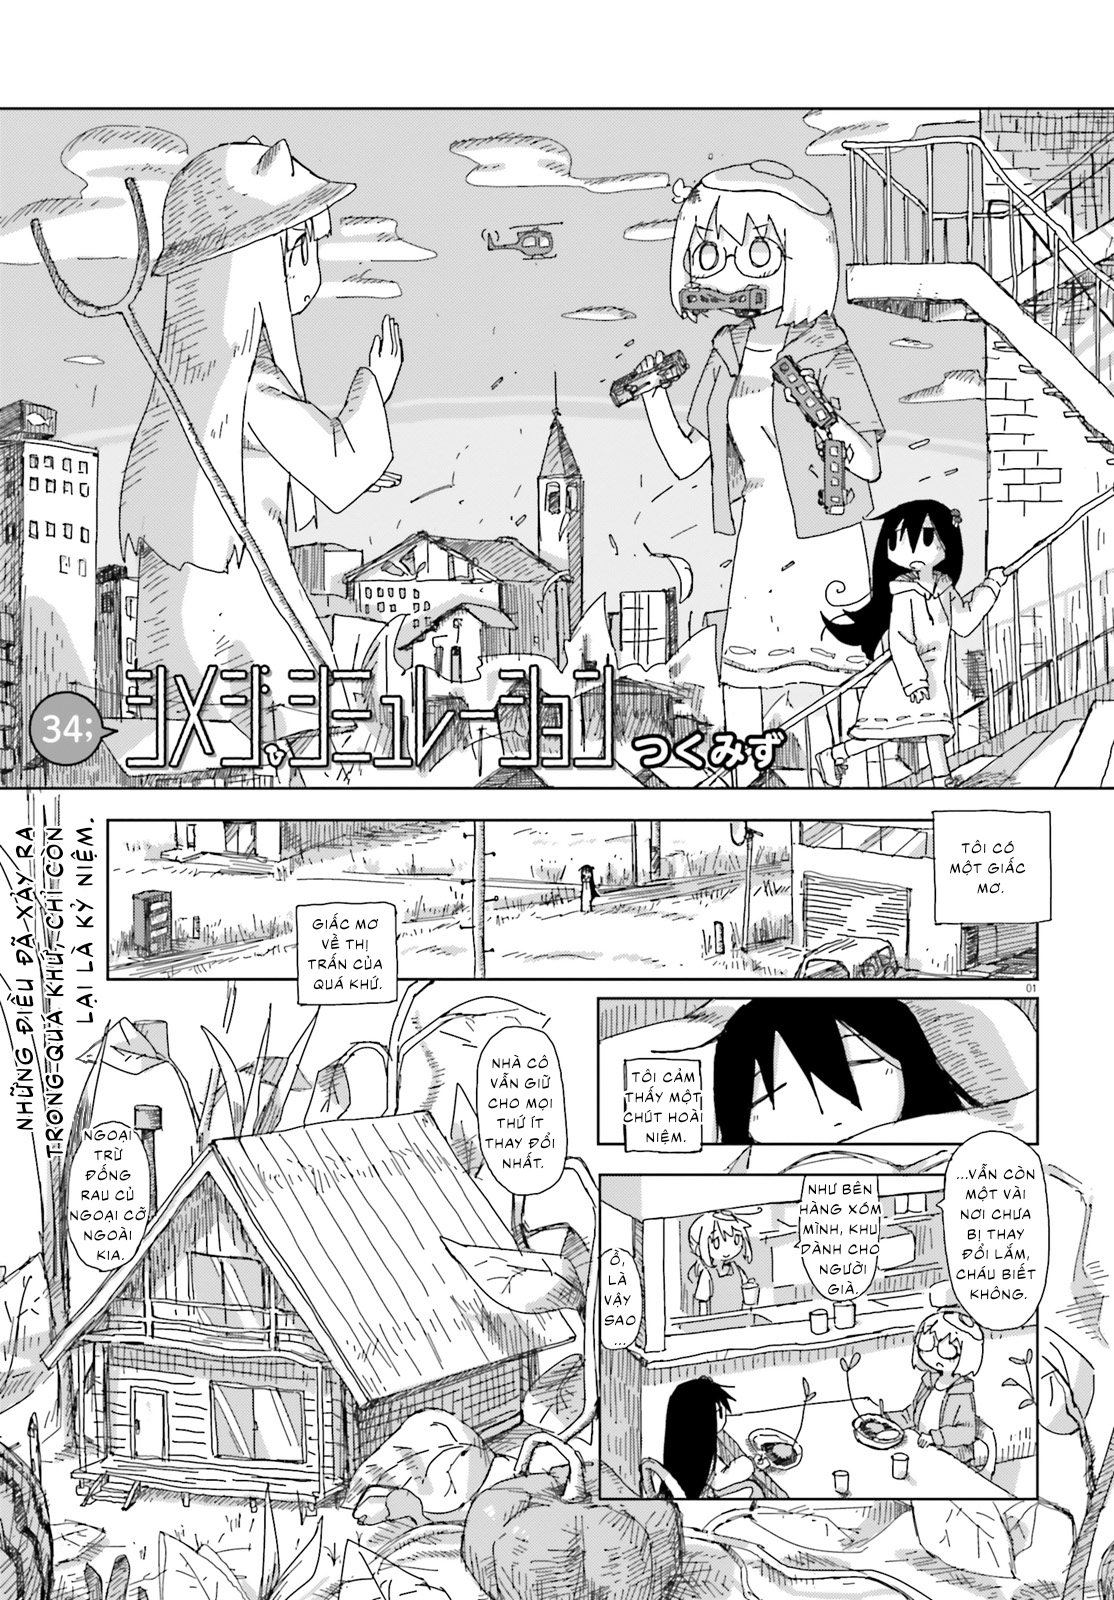 34;
シメジ シミュレーション
つくみず
NHỮNG ĐIỀU ĐÃ XẢY RA
TRONG QUÁ KHỨ, CHỈ CÒN
LẠI LÀ KỶ NIỆM.
TÔI CÓ
MỘT GIẤC
MƠ.
GIẤC MƠ
VỀ THỊ
TRẤN CỦA
QUÁ KHỨ.
01
TÔI CẢM
THẤY MỘT
CHÚT HOÀI
NIỆM.
NHÀ CÔ
VẪN GIỮ
CHO MỌI
THỨ ÍT
THAY ĐỔI
NHẤT.
NGOẠI
TRỪ
ĐỐNG
RAU CỦ
NGOẠI CỠ
NGOÀI
KIA.
...VẪN CÒN
MỘT VÀI
NƠI CHƯA
BỊ THAY
ĐỔI LẮM,
CHÁU BIẾT
KHÔNG.
NHƯ BÊN
HÀNG XÓM
MÌNH, KHU
DÀNH CHO
NGƯỜI
GIÀ.
Ồ,
LÀ
VẬY
SAO
...